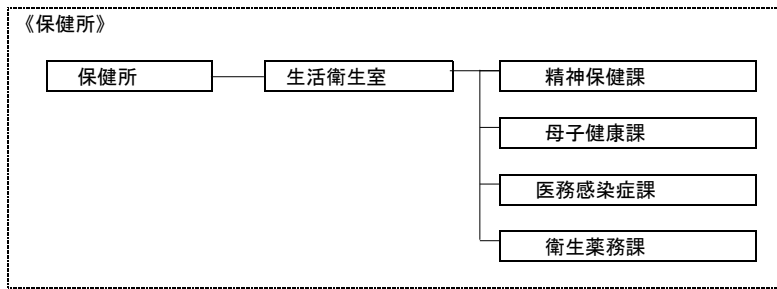 《保健所》
保健所
生活衛生室
精神保健課
母子健康課
医務感染症課
衛生薬務課